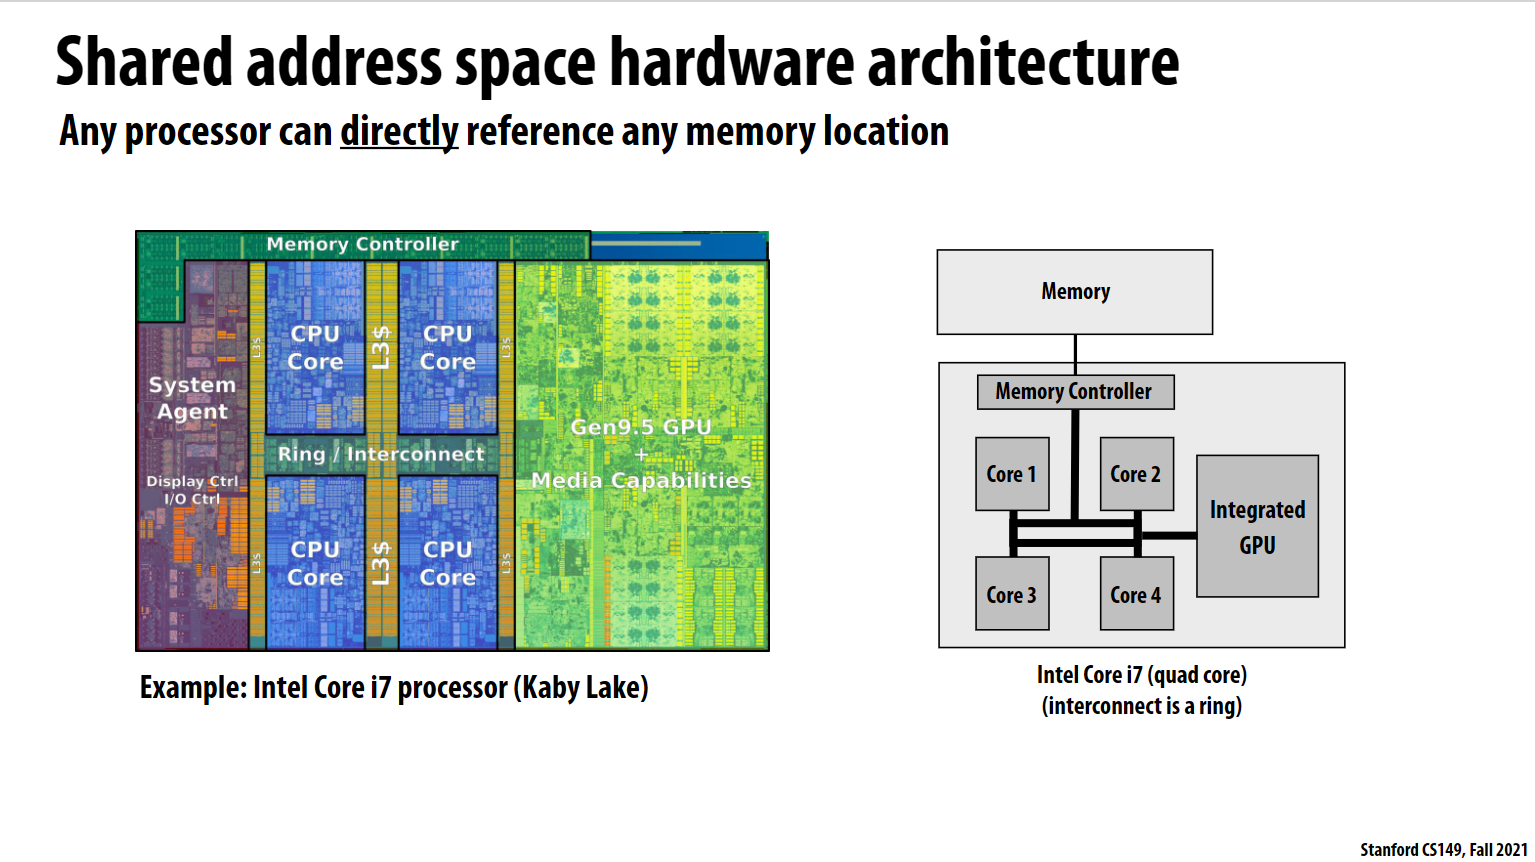 Shared address space hardware architecture
Any processor can directly reference any memory location
Memory Controller
System
Agent
Display Ctrl
I/O Ctrl
L3$
L3$
CPU
Core
L3$
CPU
Core
L3$
Ring / Interconnect
CPU
Core
L3$
CPU
Core
L3$
Gen9.5 GPU
+
Media Capabilities
Example: Intel Core i7 processor (Kaby Lake)
Memory
Memory Controller
Core 1
Core 2
Core 3
Core 4
Integrated
GPU
Intel Core i7 (quad core)
(interconnect is a ring)
Stanford CS149, Fall 2021